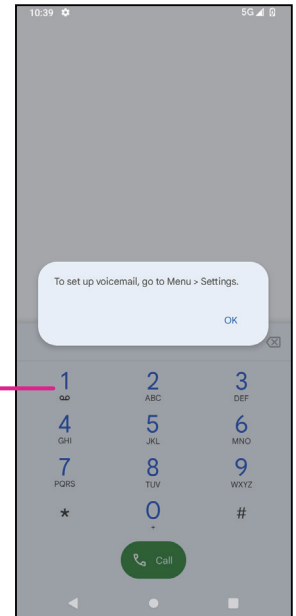 10:39 5G
To set up voicemail, go to Menu > Settings.
OK
1 2 3
ABC DEF
4 5 6
GHI JKL MNO
7 8 9
PQRS TUV WXYZ
* 0 #
+
Call